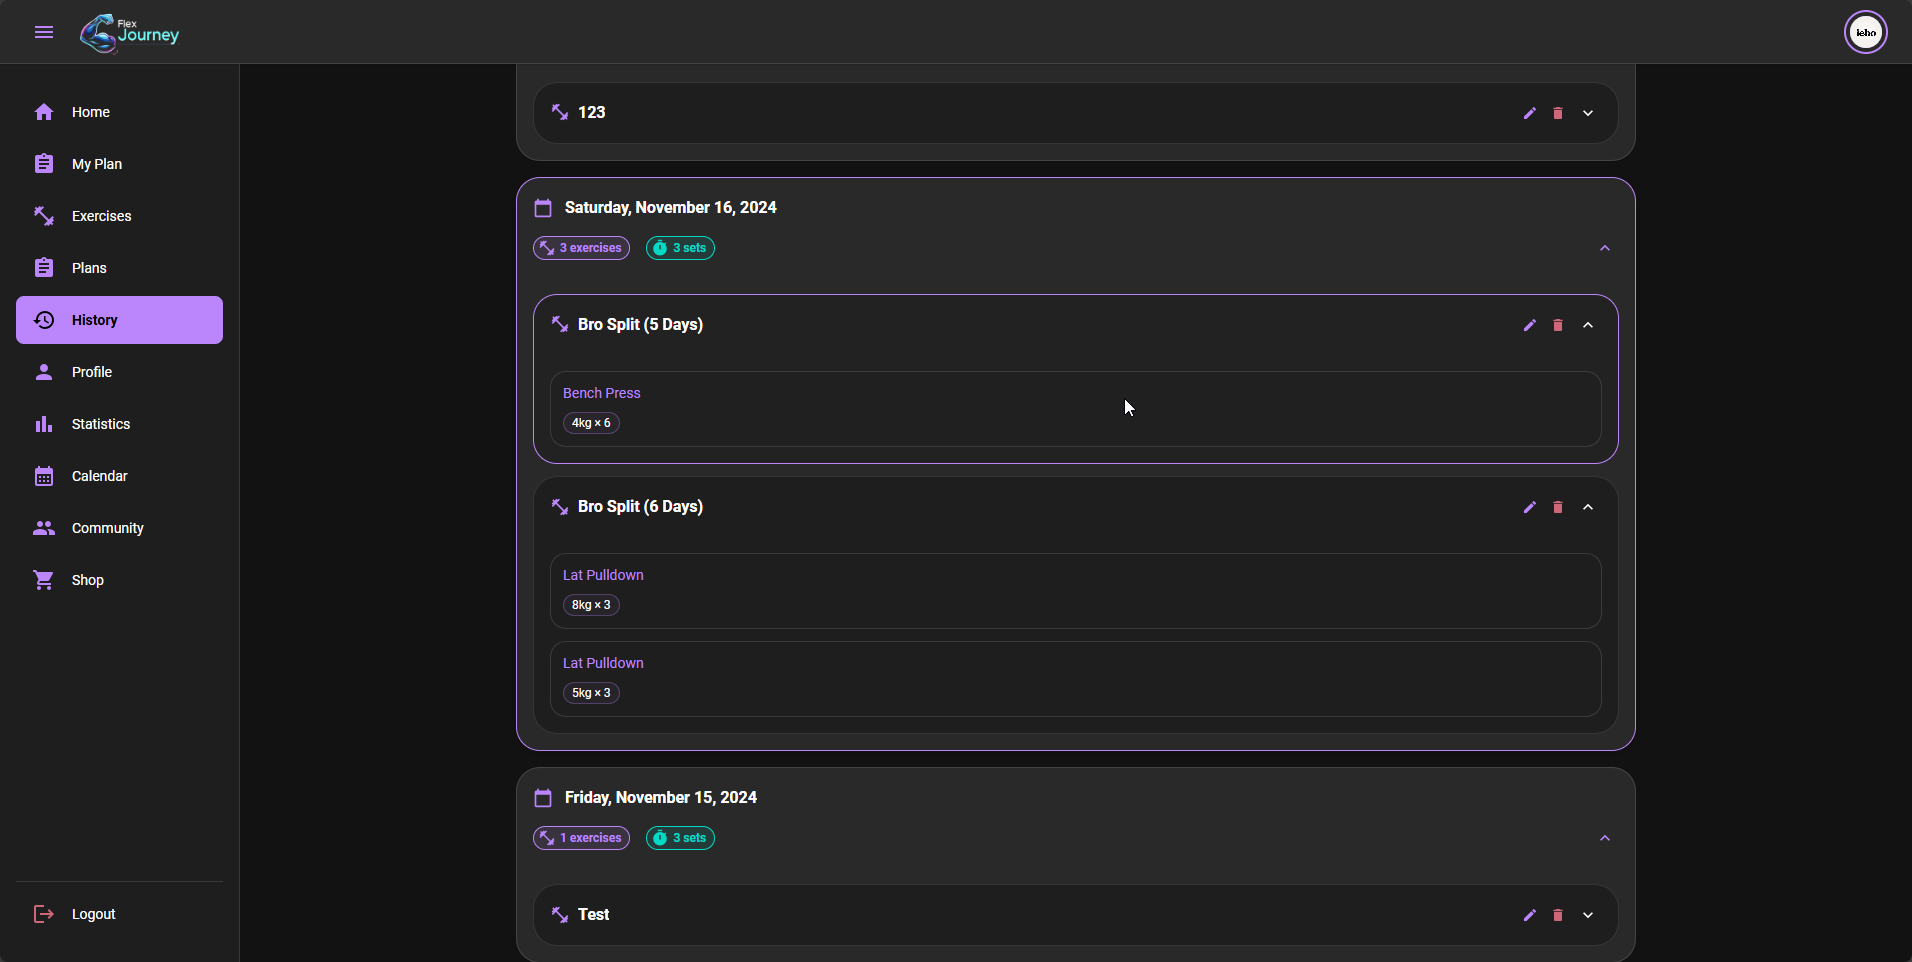 Flex
Journey
ieho
Home
My Plan
Exercises
Plans
History
Profile
Statistics
Calendar
Community
Shop
Logout
123
Saturday, November 16, 2024
3 exercises 3 sets
Bro Split (5 Days)
Bench Press
4kg × 6
Bro Split (6 Days)
Lat Pulldown
8kg × 3
Lat Pulldown
5kg × 3
Friday, November 15, 2024
1 exercises 3 sets
Test